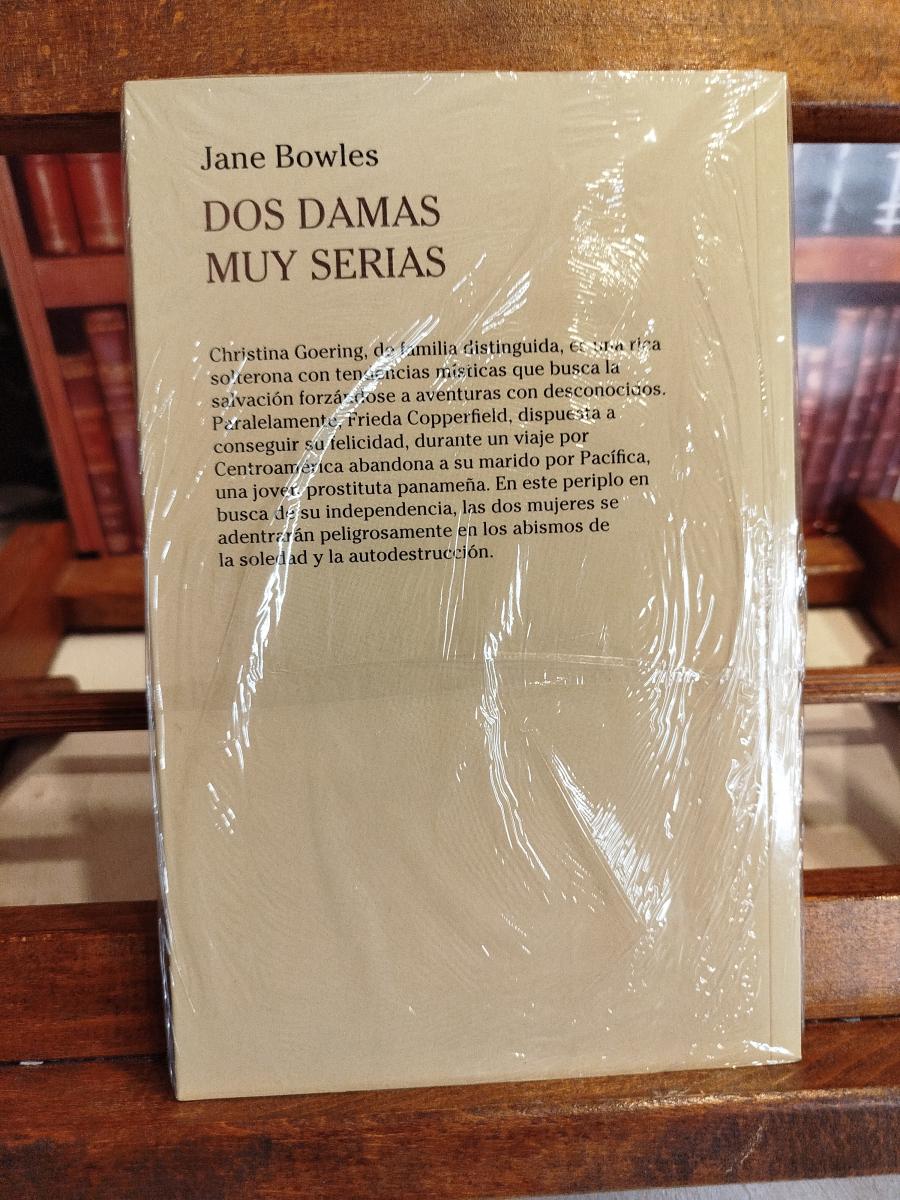 Jane Bowles
DOS DAMAS
MUY SERIAS
Christina Goering, de familia distinguida, es una rica
solterona con tendencias místicas que busca la
salvación forzándose a aventuras con desconocidos.
Paralelamente, Frieda Copperfield, dispuesta a
conseguir su felicidad, durante un viaje por
Centroamérica abandona a su marido por Pacífica,
una joven prostituta panameña. En este periplo en
busca de su independencia, las dos mujeres se
adentrarán peligrosamente en los abismos de
la soledad y la autodestrucción.